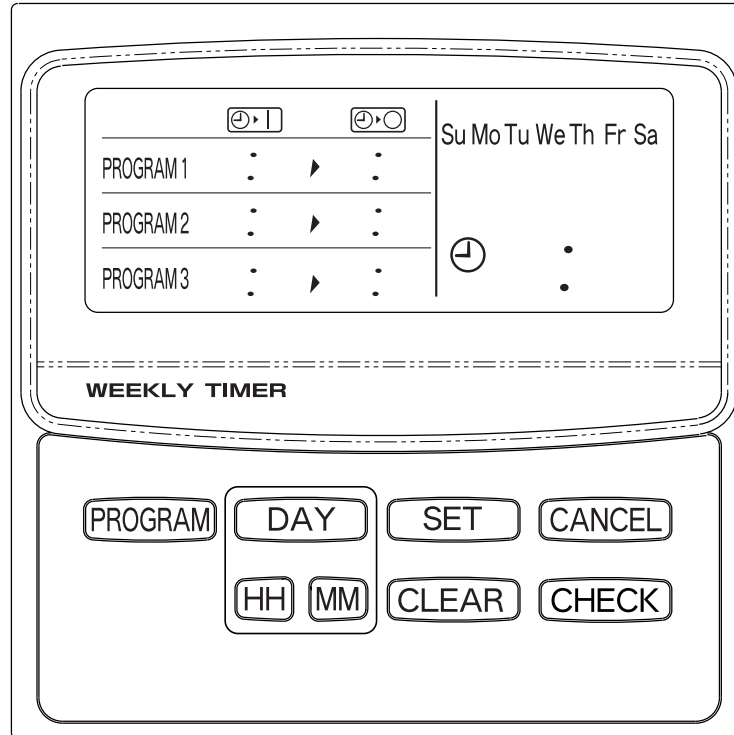 Su Mo Tu We Th Fr Sa
PROGRAM 1 : :
PROGRAM 2 : :
PROGRAM 3 : :
:
WEEKLY TIMER
PROGRAM DAY SET CANCEL
HH MM CLEAR CHECK